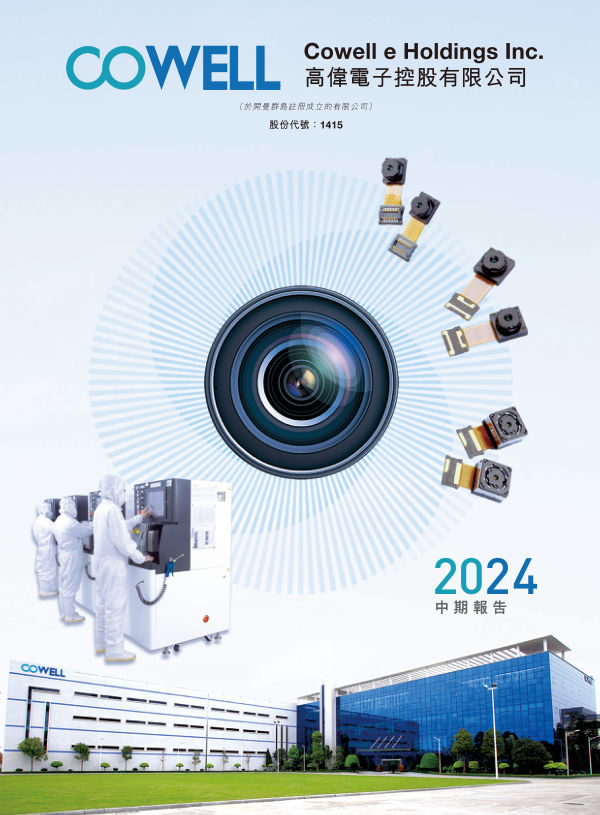 COWELL
Cowell e Holdings Inc.
高偉電子控股有限公司
（於開曼群島註冊成立的有限公司）
股份代號：1415
2024
中期報告
COWELL